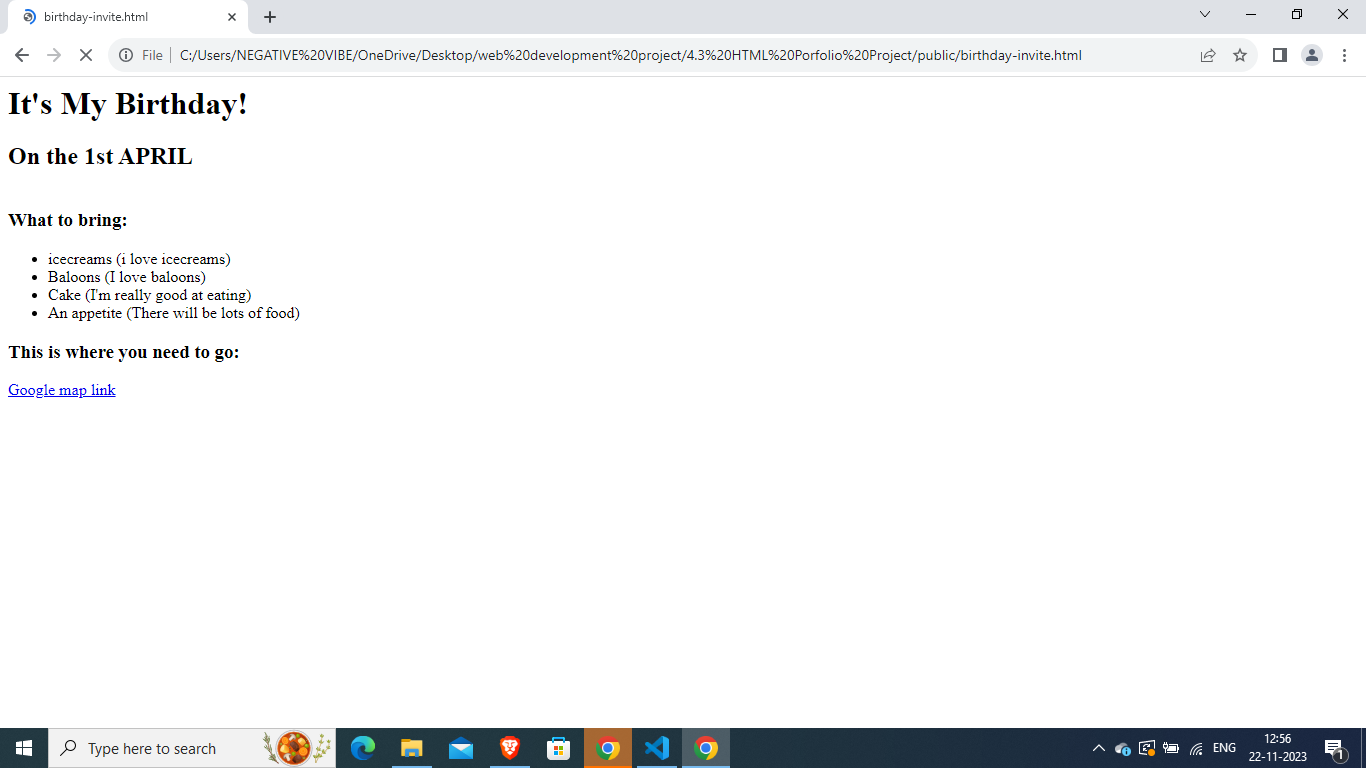 birthday-invite.html
File
C:/Users/NEGATIVE%20VIBE/OneDrive/Desktop/web%20development%20project/4.3%20HTML%20Porfolio%20Project/public/birthday-invite.html
It's My Birthday!
On the 1st APRIL
What to bring:
icecreams (i love icecreams)
Baloons (I love baloons)
Cake (I'm really good at eating)
An appetite (There will be lots of food)
This is where you need to go:
Google map link
Type here to search
ENG
12:56
22-11-2023
1